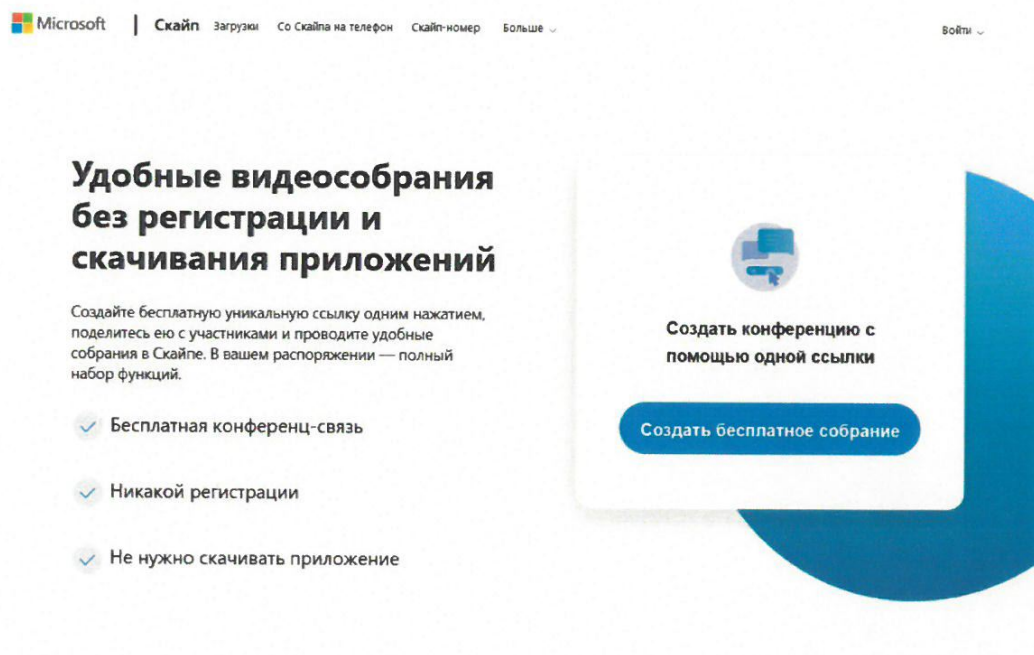 Microsoft | Скайп Загрузки Со Скайпа на телефон Скайп-номер Больше Войти
Удобные видеособрания
без регистрации и
скачивания приложений
Создайте бесплатную уникальную ссылку одним нажатием,
поделитесь ею с участниками и проводите удобные
собрания в Скайпе. В вашем распоряжении — полный
набор функций.
Бесплатная конференц-связь
Никакой регистрации
Не нужно скачивать приложение
Создать конференцию с
помощью одной ссылки
Создать бесплатное собрание